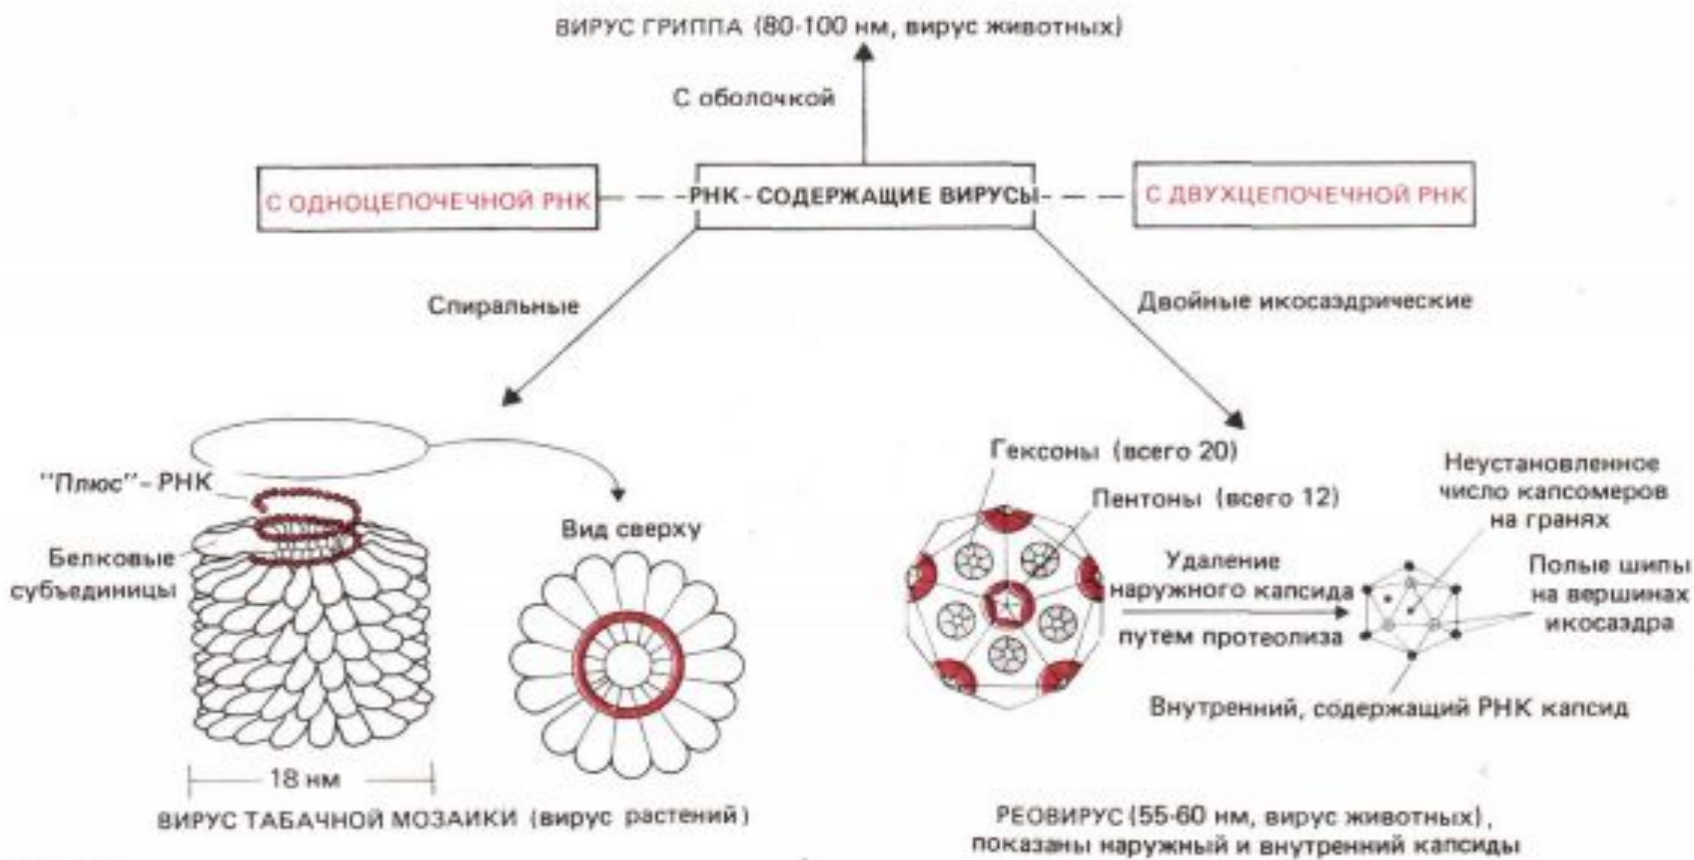 ВИРУС ГРИППА (80-100 нм, вирус животных)
С оболочкой
С ОДНОЦЕПОЧЕЧНОЙ РНК
РНК-СОДЕРЖАЩИЕ ВИРУСЫ
С ДВУХЦЕПОЧЕЧНОЙ РНК
Спиральные
Двойные икосаэдрические
"Плюс"-РНК
Белковые
субъединицы
Вид сверху
18 нм
ВИРУС ТАБАЧНОЙ МОЗАИКИ (вирус растений)
Гексоны (всего 20)
Пентоны (всего 12)
Удаление
наружного капсида
путем протеолиза
Неустановленное
число капсомеров
на гранях
Полые шипы
на вершинах
икосаэдра
Внутренний, содержащий РНК капсид
РЕОВИРУС (55-60 нм, вирус животных),
показаны наружный и внутренний капсиды